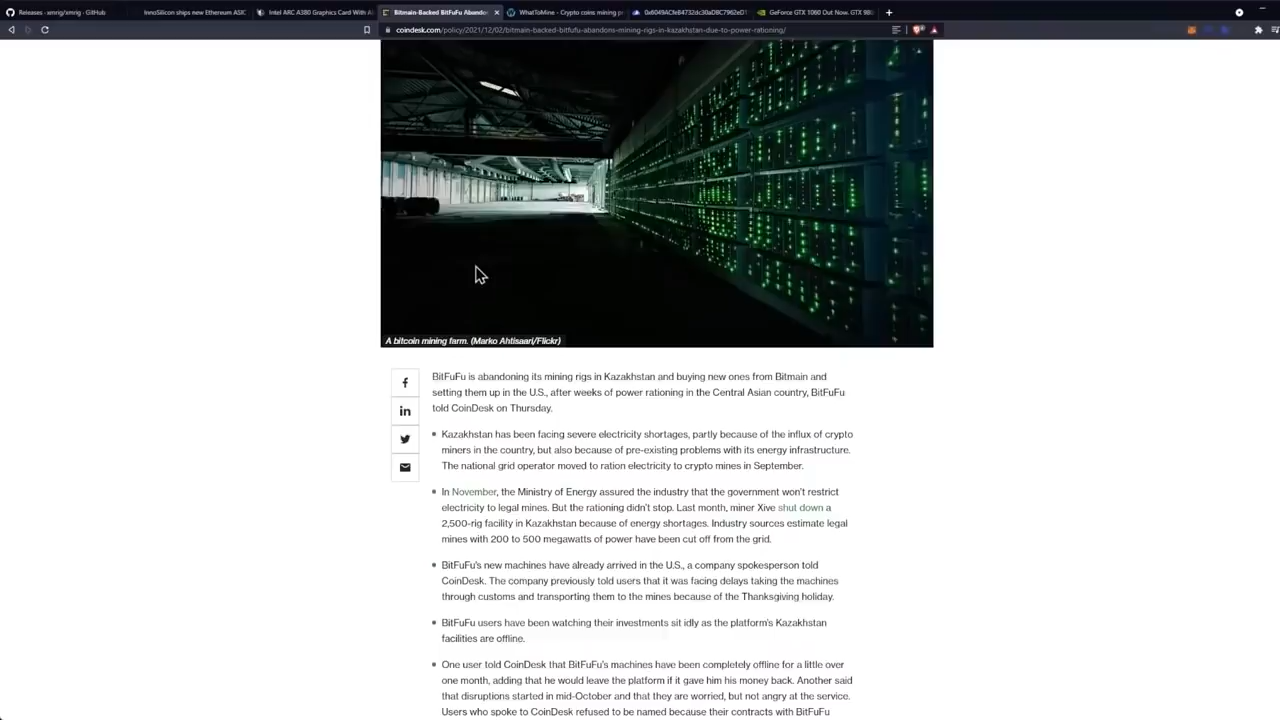 Releases · xmrig/xmrig · GitHub
InnoSilicon ships new Ethereum ASIC
Intel ARC A380 Graphics Card With A
Bitmain-Backed BitFuFu Abandon
WhatToMine - Crypto coins mining p
GeForce GTX 1060 Out Now. GTX 98
coindesk.com/policy/2021/12/02/bitmain-backed-bitfufu-abandons-mining-rigs-in-kazakhstan-due-to-power-rationing/
A bitcoin mining farm. (Marko Ahtisaari/Flickr)
BitFuFu is abandoning its mining rigs in Kazakhstan and buying new ones from Bitmain and
setting them up in the U.S., after weeks of power rationing in the Central Asian country, BitFuFu
told CoinDesk on Thursday.
Kazakhstan has been facing severe electricity shortages, partly because of the influx of crypto
miners in the country, but also because of pre-existing problems with its energy infrastructure.
The national grid operator moved to ration electricity to crypto mines in September.
In November, the Ministry of Energy assured the industry that the government won't restrict
electricity to legal mines. But the rationing didn't stop. Last month, miner Xive shut down a
2,500-rig facility in Kazakhstan because of energy shortages. Industry sources estimate legal
mines with 200 to 500 megawatts of power have been cut off from the grid.
BitFuFu's new machines have already arrived in the U.S., a company spokesperson told
CoinDesk. The company previously told users that it was facing delays taking the machines
through customs and transporting them to the mines because of the Thanksgiving holiday.
BitFuFu users have been watching their investments sit idly as the platform's Kazakhstan
facilities are offline.
One user told CoinDesk that BitFuFu's machines have been completely offline for a little over
one month, adding that he would leave the platform if it gave him his money back. Another said
that disruptions started in mid-October and that they are worried, but not angry at the service.
Users who spoke to CoinDesk refused to be named because their contracts with BitFuFu